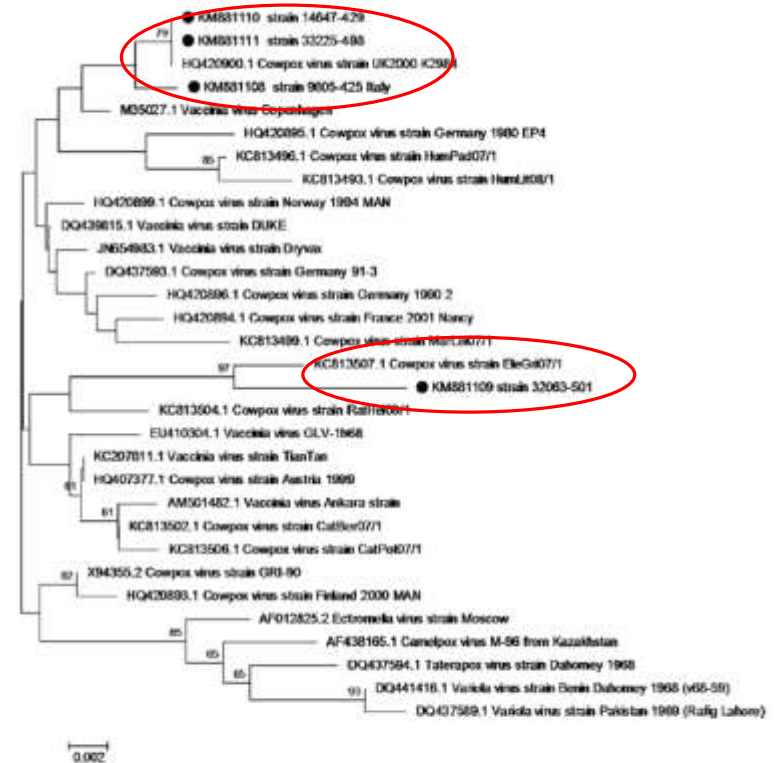 KM881110 strain 14647-429
79
KM881111 strain 33225-498
HQ420900.1 Cowpox virus strain UK2000 K2984
KM881108 strain 9605-425 Italy
M35027.1 Vaccinia virus Copenhagen
HQ420895.1 Cowpox virus strain Germany 1980 EP4
85
KC813496.1 Cowpox virus strain HumPad07/1
KC813493.1 Cowpox virus strain HumLit08/1
HQ420899.1 Cowpox virus strain Norway 1994 MAN
DQ439815.1 Vaccinia virus strain DUKE
JN654983.1 Vaccinia virus strain Dryvax
DQ437593.1 Cowpox virus strain Germany 91-3
HQ420896.1 Cowpox virus strain Germany 1990 2
HQ420894.1 Cowpox virus strain France 2001 Nancy
KC813499.1 Cowpox virus strain
KC813507.1 Cowpox virus strain EleGri07/1
97
KM881109 strain 32063-501
KC813504.1 Cowpox virus strain
EU410304.1 Vaccinia virus GLV-1h68
KC207811.1 Vaccinia virus strain TianTan
HQ407377.1 Cowpox virus strain Austria 1999
AM501482.1 Vaccinia virus Ankara strain
61
KC813502.1 Cowpox virus strain CatBer07/1
KC813506.1 Cowpox virus strain CatPot07/1
X94355.2 Cowpox virus strain GRI-90
HQ420893.1 Cowpox virus strain Finland 2000 MAN
AF012825.2 Ectromelia virus strain Moscow
85
AF438165.1 Camelpox virus M-96 from Kazakhstan
65
DQ437594.1 Taterapox virus strain Dahomey 1968
65
DQ441416.1 Variola virus strain Benin Dahomey 1968 (v68-59)
93
DQ437589.1 Variola virus strain Pakistan 1969 (Rafiq Lahore)
0.002